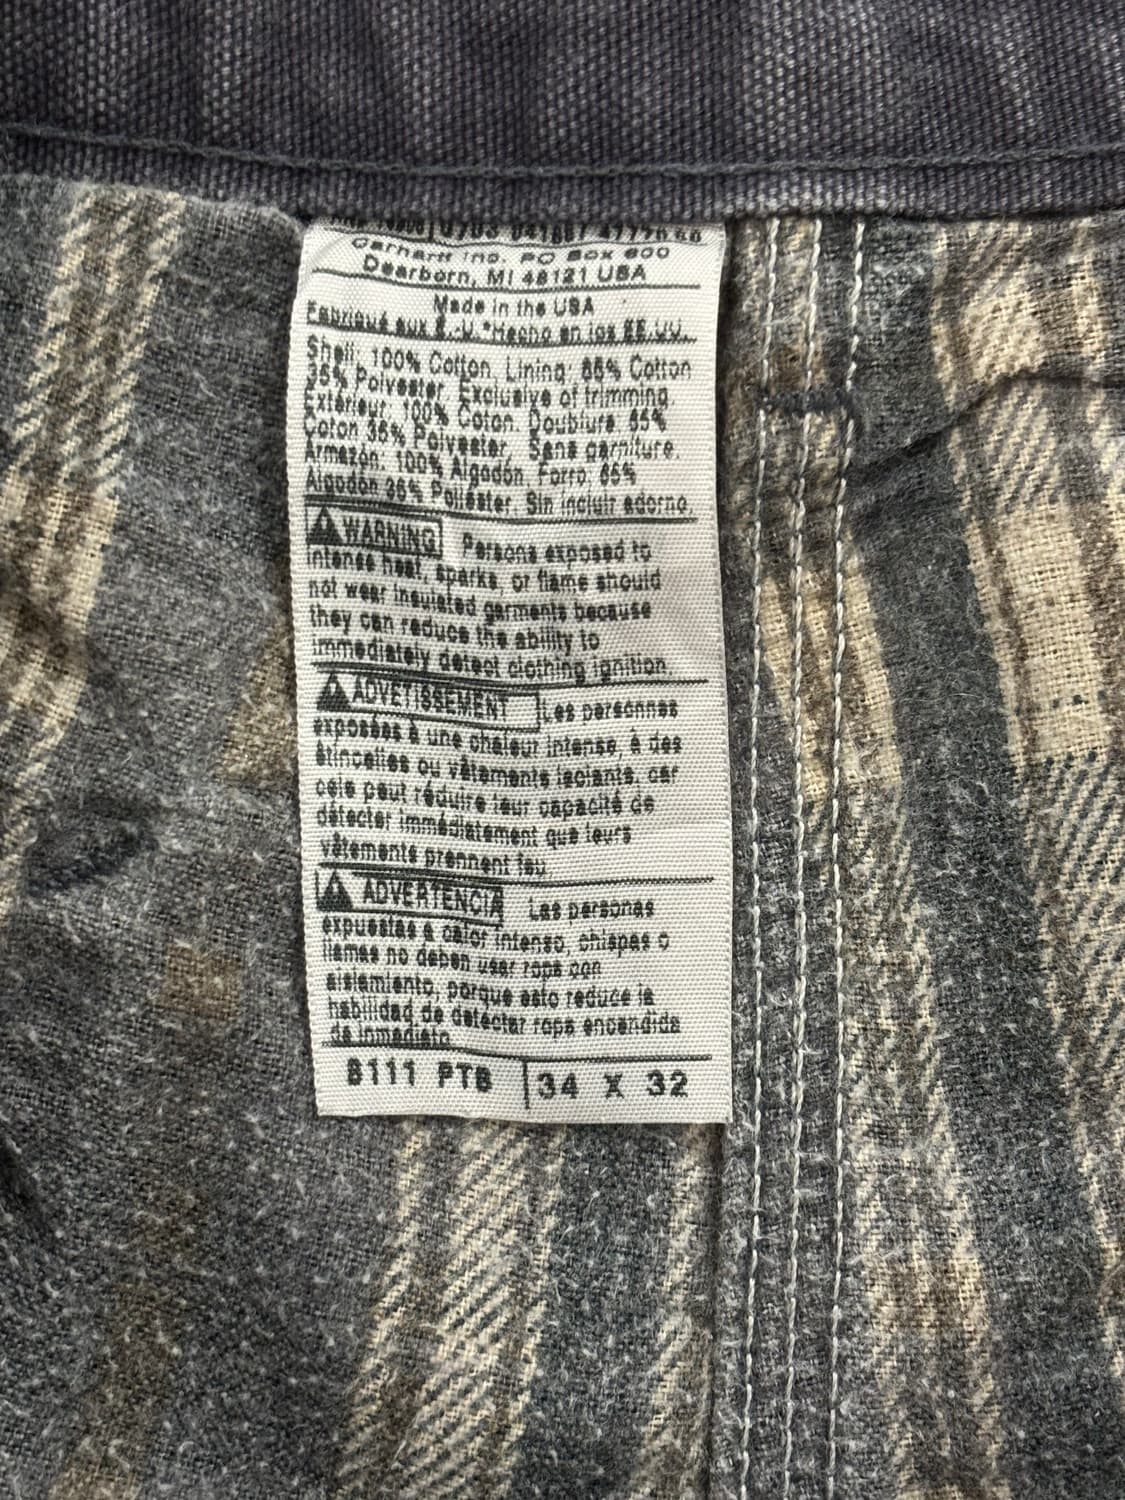 Carhartt Inc. PO Box 600
Dearborn, MI 48121 USA
Made in the USA
Fabriqué aux É.-U.*Hecho en los EE.UU.
Shell: 100% Cotton. Lining: 65% Cotton
35% Polyester. Exclusive of trimming.
Extérieur: 100% Coton. Doublure: 65%
Coton 35% Polyester. Sans garniture.
Armazón: 100% Algodón. Forro: 65%
Algodón 35% Poliéster. Sin incluir adorno.
WARNING Persons exposed to
intense heat, sparks, or flame should
not wear insulated garments because
they can reduce the ability to
immediately detect clothing ignition.
ADVETISSEMENT Les personnes
exposées à une chaleur intense, à des
étincelles ou vêtements isolants, car
cela peut réduire leur capacité de
détecter immédiatement que leurs
vêtements prennent feu.
ADVERTENCIA Las personas
expuestas a calor intenso, chispas o
llamas no deben usar ropa con
aislamiento, porque esto reduce la
habilidad de detectar ropa encendida
de inmediato.
B111 PTB 34 X 32